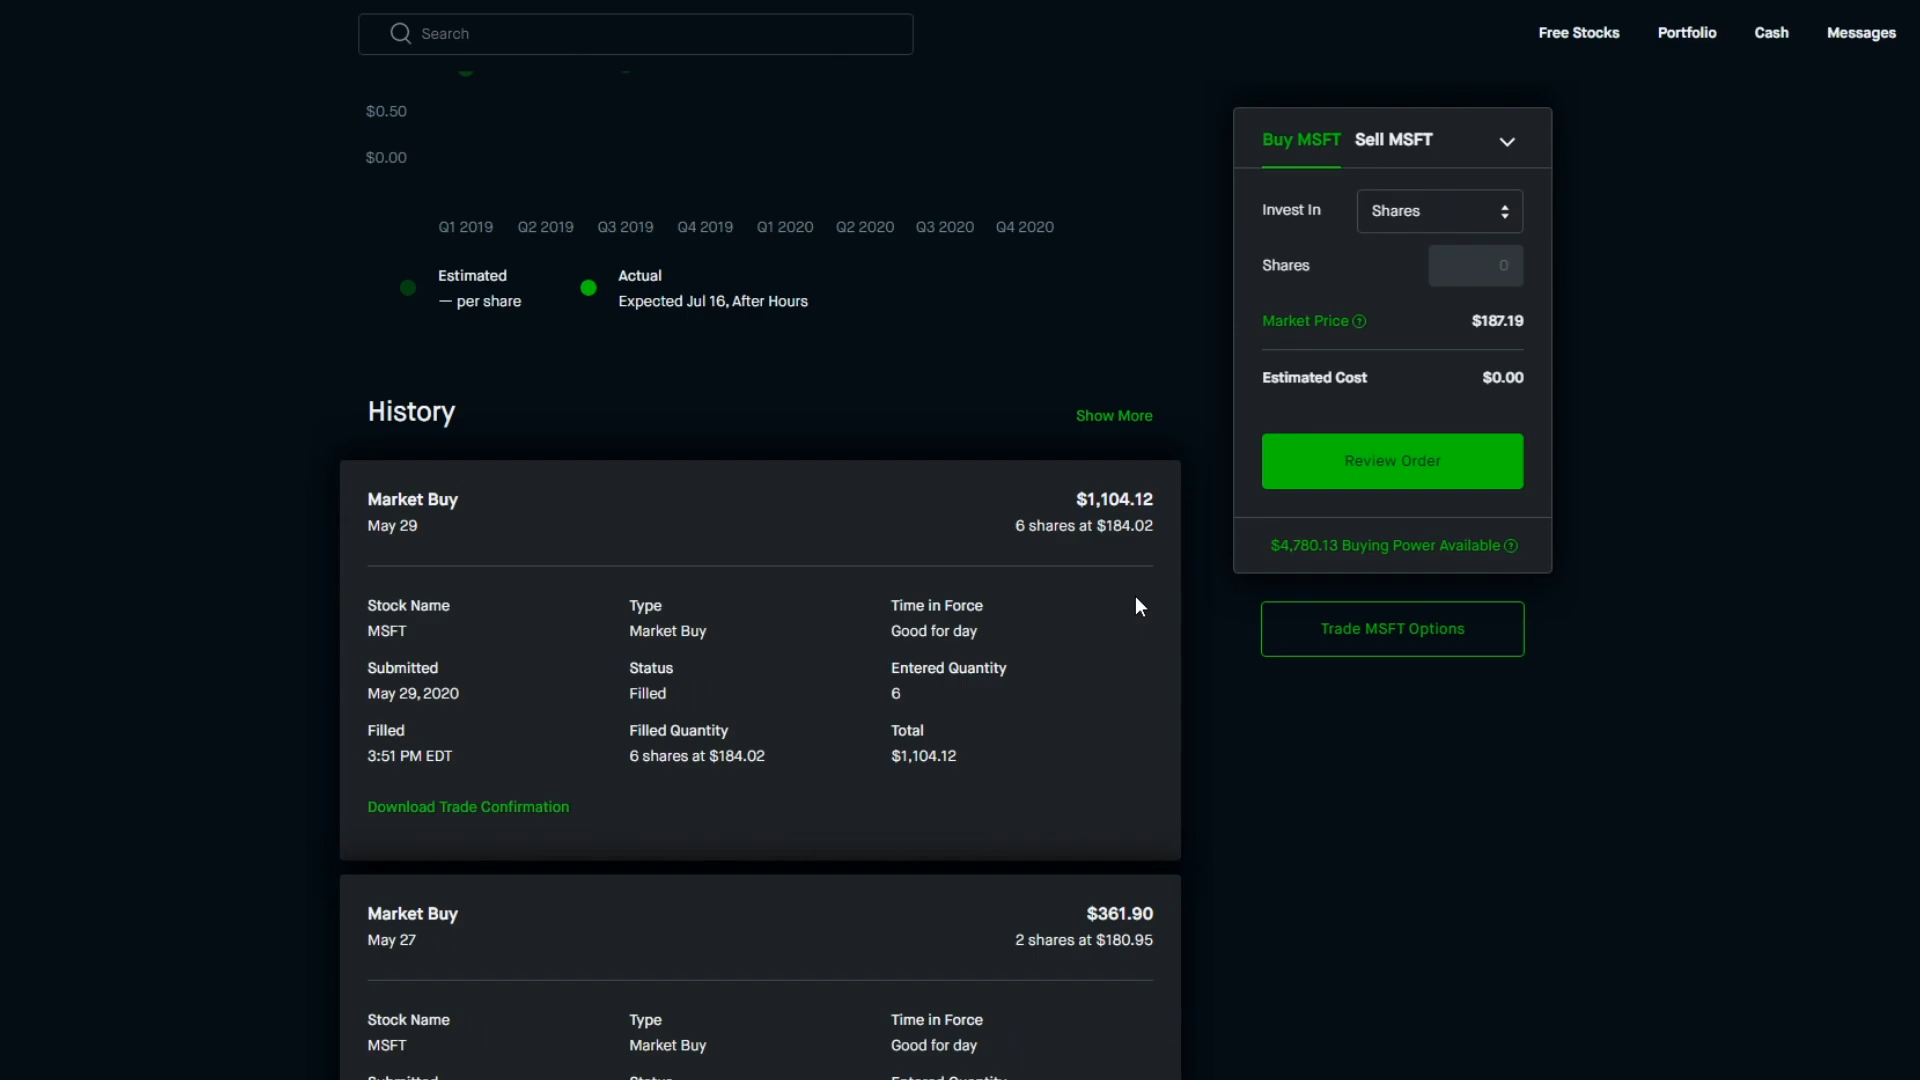 Search
Free Stocks
Portfolio
Cash
Messages
$0.50
$0.00
Q1 2019 Q2 2019 Q3 2019 Q4 2019 Q1 2020 Q2 2020 Q3 2020 Q4 2020
Estimated
— per share
Actual
Expected Jul 16, After Hours
History
Show More
Market Buy
$1,104.12
May 29
6 shares at $184.02
Stock Name
MSFT
Type
Market Buy
Time in Force
Good for day
Submitted
May 29, 2020
Status
Filled
Entered Quantity
6
Filled
3:51 PM EDT
Filled Quantity
6 shares at $184.02
Total
$1,104.12
Download Trade Confirmation
Market Buy
$361.90
May 27
2 shares at $180.95
Stock Name
MSFT
Type
Market Buy
Time in Force
Good for day
Submitted
Status
Entered Quantity
Buy MSFT
Sell MSFT
Invest In
Shares
Shares
0
Market Price ?
$187.19
Estimated Cost
$0.00
Review Order
$4,780.13 Buying Power Available ?
Trade MSFT Options